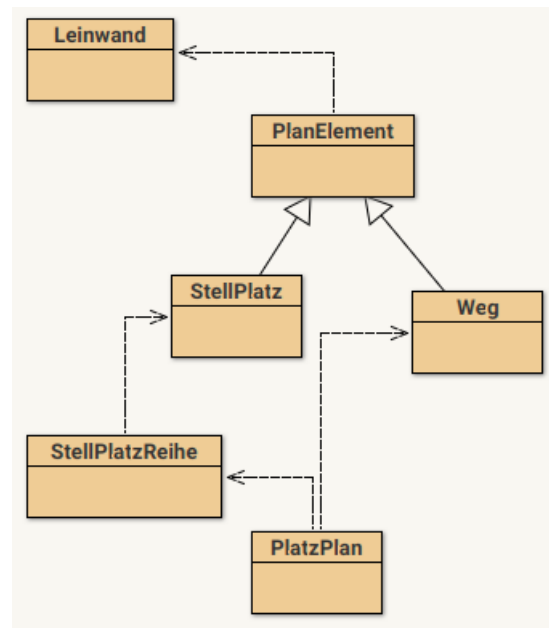 Leinwand
PlanElement
StellPlatz
Weg
StellPlatzReihe
PlatzPlan